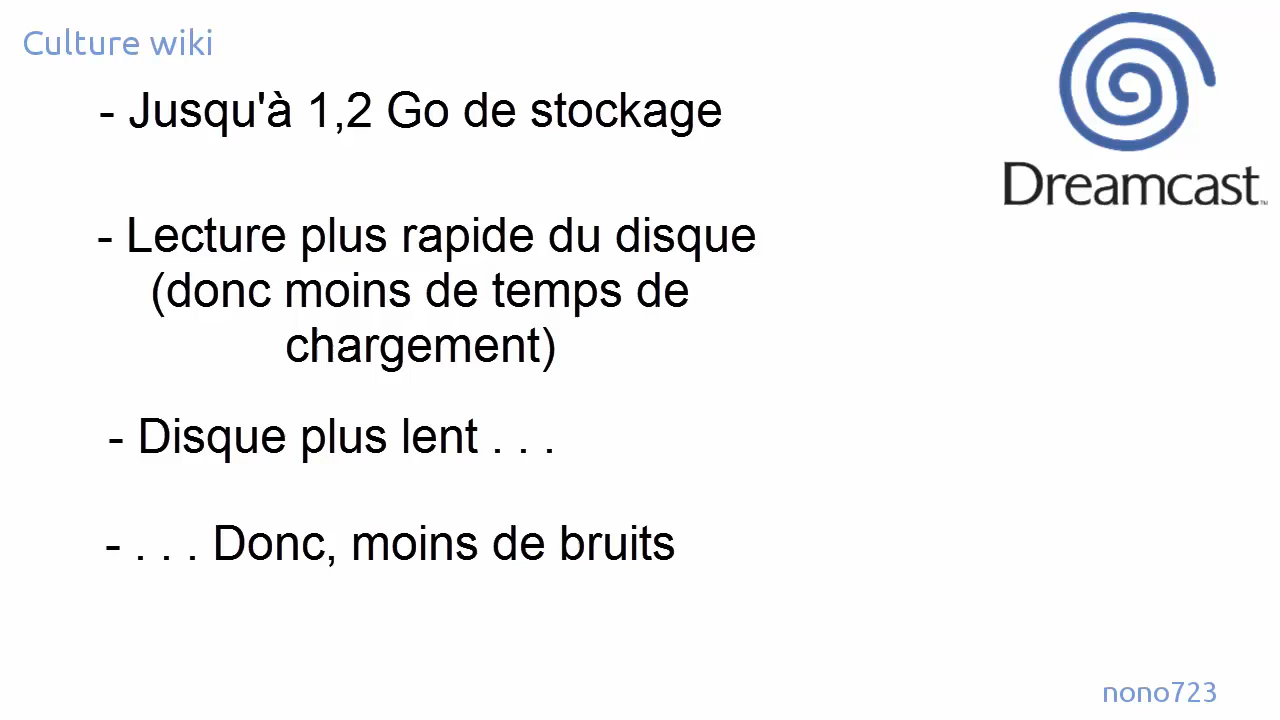 Culture wiki
- Jusqu'à 1,2 Go de stockage
Dreamcast
- Lecture plus rapide du disque
(donc moins de temps de
chargement)
- Disque plus lent . . .
- . . . Donc, moins de bruits
nono723